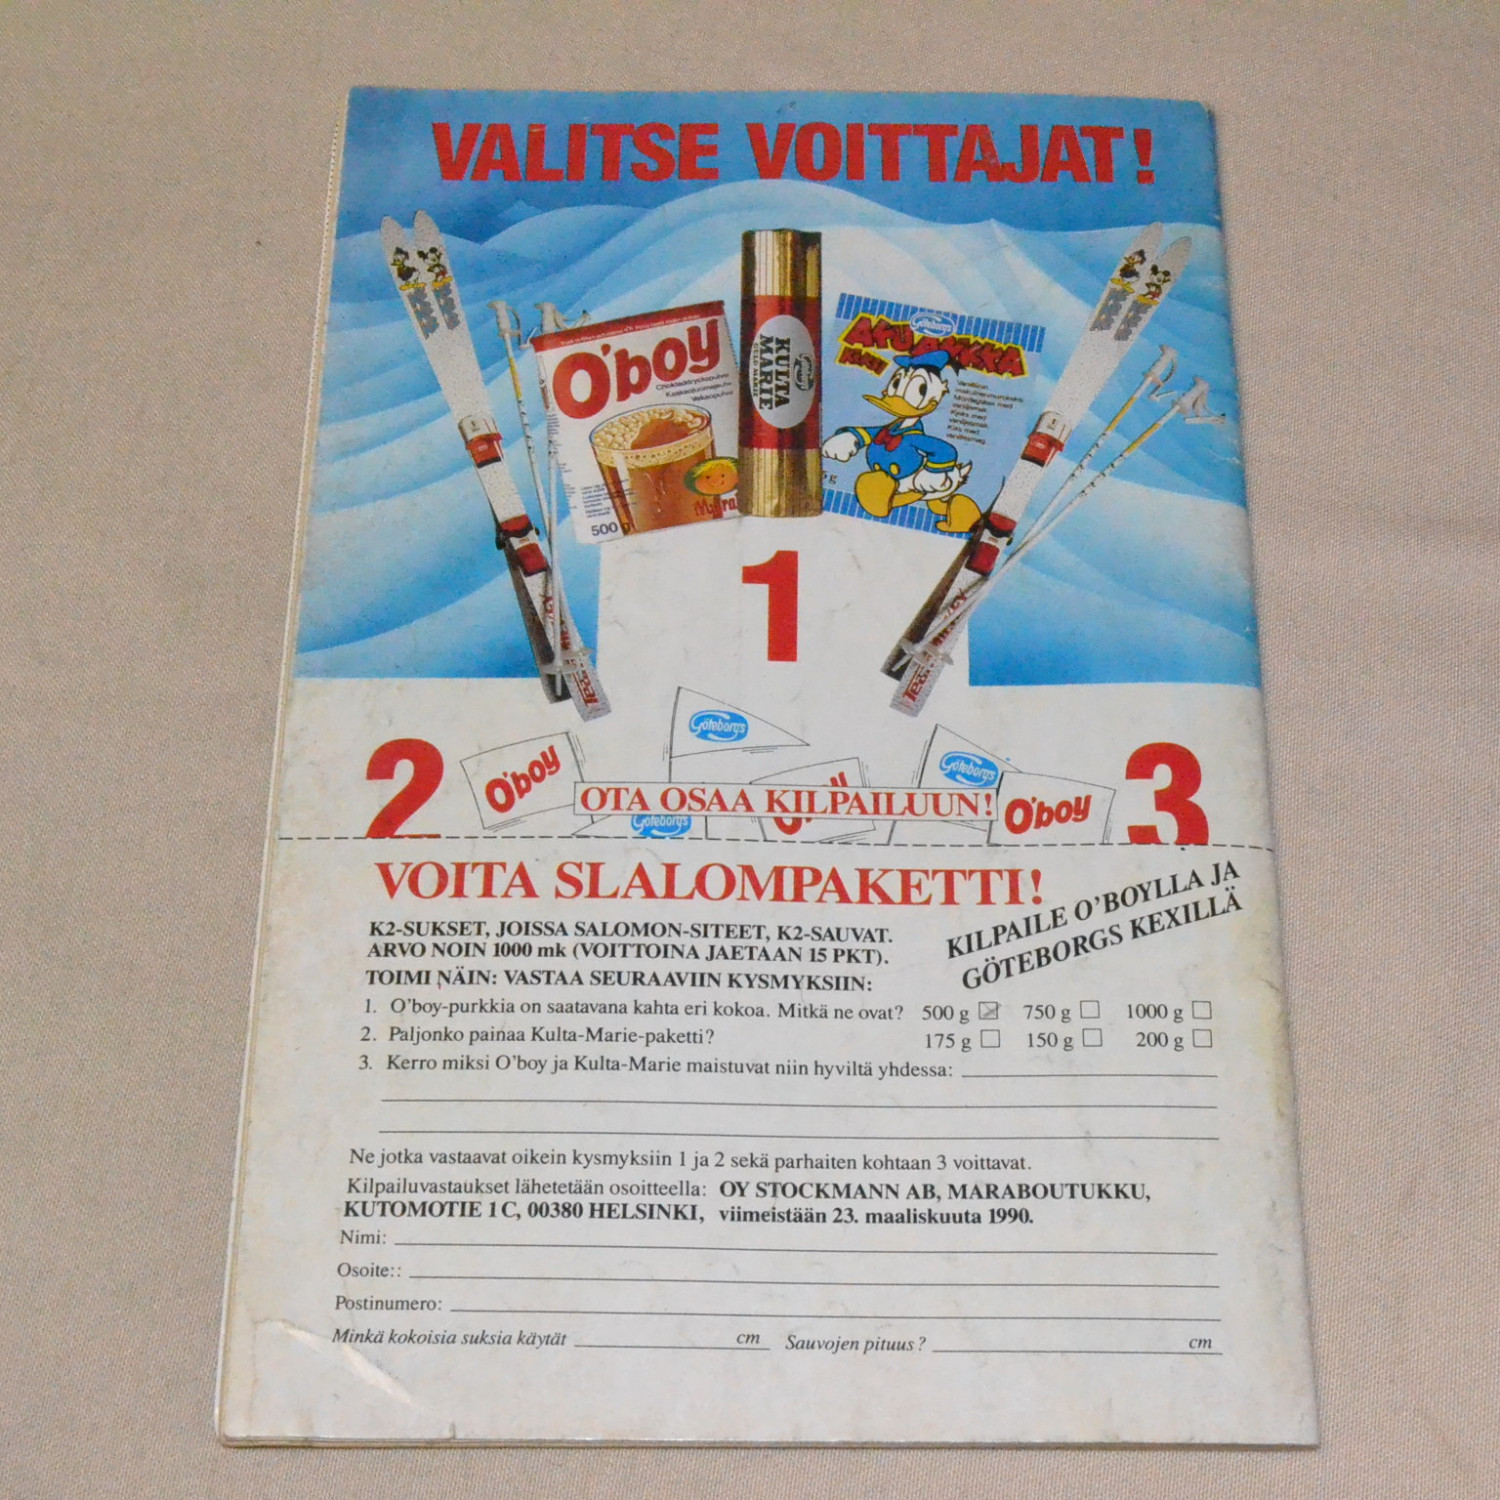 VALITSE VOITTAJAT!
O'boy
500 g
Göteborgs
KULTA
MARIE
Göteborgs
AKU ANKKA
KEKSI
1
2
3
Göteborgs
O'boy
Göteborgs
OTA OSAA KILPAILUUN!
O'boy
Göteborgs
VOITA SLALOMPAKETTI!
KILPAILE O'BOYLLA JA
GÖTEBORGS KEXILLÄ
K2-SUKSET, JOISSA SALOMON-SITEET, K2-SAUVAT.
ARVO NOIN 1000 mk (VOITTOINA JAETAAN 15 PKT).
TOIMI NÄIN: VASTAA SEURAAVIIN KYSMYKSIIN:
1. O'boy-purkkia on saatavana kahta eri kokoa. Mitkä ne ovat? 500 g 750 g 1000 g
2. Paljonko painaa Kulta-Marie-paketti? 175 g 150 g 200 g
3. Kerro miksi O'boy ja Kulta-Marie maistuvat niin hyviltä yhdessa:
Ne jotka vastaavat oikein kysmyksiin 1 ja 2 sekä parhaiten kohtaan 3 voittavat.
Kilpailuvastaukset lähetetään osoitteella: OY STOCKMANN AB, MARABOUTUKKU,
KUTOMOTIE 1 C, 00380 HELSINKI, viimeistään 23. maaliskuuta 1990.
Nimi:
Osoite::
Postinumero:
Minkä kokoisia suksia käytät cm Sauvojen pituus? cm